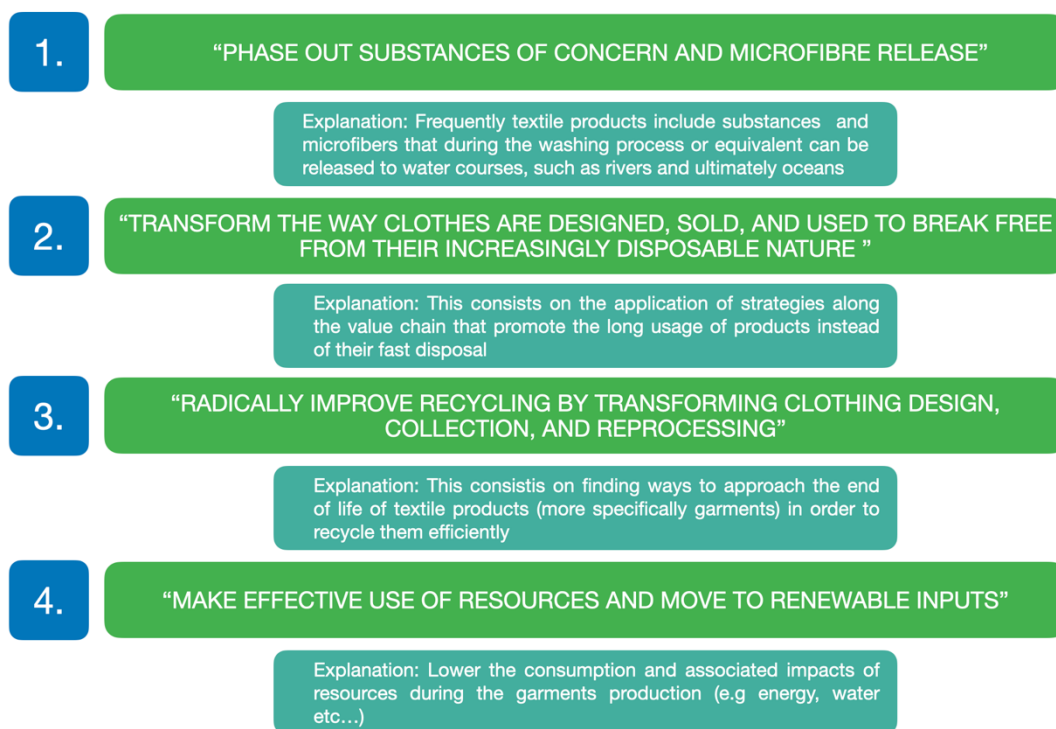 1.
“PHASE OUT SUBSTANCES OF CONCERN AND MICROFIBRE RELEASE”
Explanation: Frequently textile products include substances and
microfibers that during the washing process or equivalent can be
released to water courses, such as rivers and ultimately oceans
2.
“TRANSFORM THE WAY CLOTHES ARE DESIGNED, SOLD, AND USED TO BREAK FREE
FROM THEIR INCREASINGLY DISPOSABLE NATURE ”
Explanation: This consists on the application of strategies along
the value chain that promote the long usage of products instead
of their fast disposal
3.
“RADICALLY IMPROVE RECYCLING BY TRANSFORMING CLOTHING DESIGN,
COLLECTION, AND REPROCESSING”
Explanation: This consistis on finding ways to approach the end
of life of textile products (more specifically garments) in order to
recycle them efficiently
4.
“MAKE EFFECTIVE USE OF RESOURCES AND MOVE TO RENEWABLE INPUTS”
Explanation: Lower the consumption and associated impacts of
resources during the garments production (e.g energy, water
etc…)